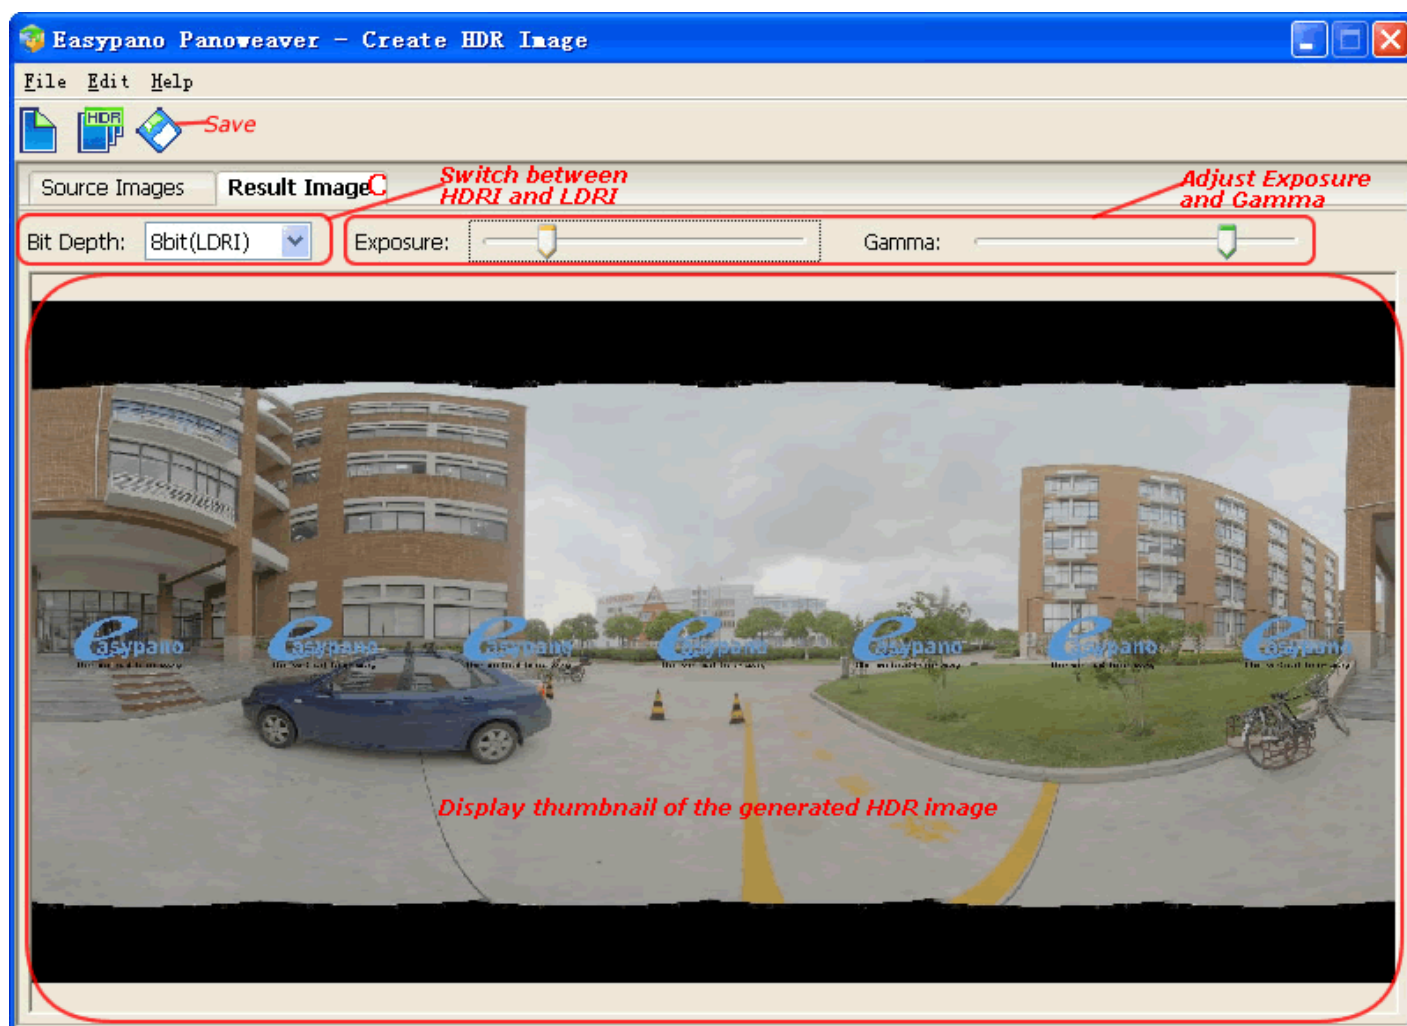 Easypano Panoweaver - Create HDR Image
File Edit Help
HDR
Save
Source Images
Result Image
C
Switch between
HDRI and LDRI
Adjust Exposure
and Gamma
Bit Depth:
8bit(LDRI)
Exposure:
Gamma:
easypano easypano easypano easypano easypano easypano easypano
Display thumbnail of the generated HDR image